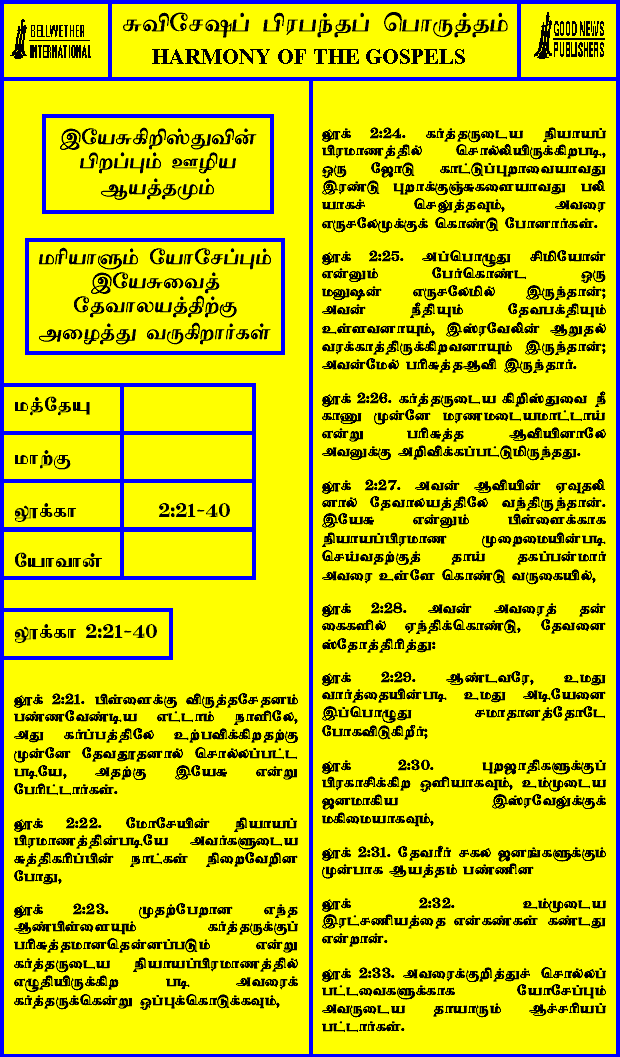 BELLWETHER
INTERNATIONAL
சுவிசேஷப் பிரபந்தப் பொருத்தம்
HARMONY OF THE GOSPELS
GOOD NEWS
PUBLISHERS
இயேசுகிறிஸ்துவின்
பிறப்பும் ஊழிய
ஆயத்தமும்
மரியாளும் யோசேப்பும்
இயேசுவைத்
தேவாலயத்திற்கு
அழைத்து வருகிறார்கள்
மத்தேயு
மாற்கு
லூக்கா 2:21-40
யோவான்
லூக்கா 2:21-40
லூக் 2:21. பிள்ளைக்கு விருத்தசேதனம்
பண்ணவேண்டிய எட்டாம் நாளிலே,
அது கர்ப்பத்திலே உற்பவிக்கிறதற்கு
முன்னே தேவதூதனால் சொல்லப்பட்ட
படியே, அதற்கு இயேசு என்று
பேரிட்டார்கள்.
லூக் 2:22. மோசேயின் நியாயப்
பிரமாணத்தின்படியே அவர்களுடைய
சுத்திகரிப்பின் நாட்கள் நிறைவேறின
போது,
லூக் 2:23. முதற்பேறான எந்த
ஆண்பிள்ளையும் கர்த்தருக்குப்
பரிசுத்தமானதென்னப்படும் என்று
கர்த்தருடைய நியாயப்பிரமாணத்தில்
எழுதியிருக்கிற படி அவரைக்
கர்த்தருக்கென்று ஒப்புக்கொடுக்கவும்,
லூக் 2:24. கர்த்தருடைய நியாயப்
பிரமாணத்தில் சொல்லியிருக்கிறபடி,
ஒரு ஜோடு காட்டுப்புறாவையாவது
இரண்டு புறாக்குஞ்சுகளையாவது பலி
யாகச் செலுத்தவும், அவரை
எருசலேமுக்குக் கொண்டு போனார்கள்.
லூக் 2:25. அப்பொழுது சிமியோன்
என்னும் பேர்கொண்ட ஒரு
மனுஷன் எருசலேமில் இருந்தான்;
அவன் நீதியும் தேவபக்தியும்
உள்ளவனாயும், இஸ்ரவேலின் ஆறுதல்
வரக்காத்திருக்கிறவனாயும் இருந்தான்;
அவன்மேல் பரிசுத்தஆவி இருந்தார்.
லூக் 2:26. கர்த்தருடைய கிறிஸ்துவை நீ
காணு முன்னே மரணமடையமாட்டாய்
என்று பரிசுத்த ஆவியினாலே
அவனுக்கு அறிவிக்கப்பட்டுமிருந்தது.
லூக் 2:27. அவன் ஆவியின் ஏவுதலி
னால் தேவாலயத்திலே வந்திருந்தான்.
இயேசு என்னும் பிள்ளைக்காக
நியாயப்பிரமாண முறைமையின்படி
செய்வதற்குத் தாய் தகப்பன்மார்
அவரை உள்ளே கொண்டு வருகையில்,
லூக் 2:28. அவன் அவரைத் தன்
கைகளில் ஏந்திக்கொண்டு, தேவனை
ஸ்தோத்திரித்து:
லூக் 2:29. ஆண்டவரே, உமது
வார்த்தையின்படி உமது அடியேனை
இப்பொழுது சமாதானத்தோடே
போகவிடுகிறீர்;
லூக் 2:30. புறஜாதிகளுக்குப்
பிரகாசிக்கிற ஒளியாகவும், உம்முடைய
ஜனமாகிய இஸ்ரவேலுக்குக்
மகிமையாகவும்,
லூக் 2:31. தேவரீர் சகல ஜனங்களுக்கும்
முன்பாக ஆயத்தம் பண்ணின
லூக் 2:32. உம்முடைய
இரட்சணியத்தை என்கண்கள் கண்டது
என்றான்.
லூக் 2:33. அவரைக்குறித்துச் சொல்லப்
பட்டவைகளுக்காக யோசேப்பும்
அவருடைய தாயாரும் ஆச்சரியப்
பட்டார்கள்.